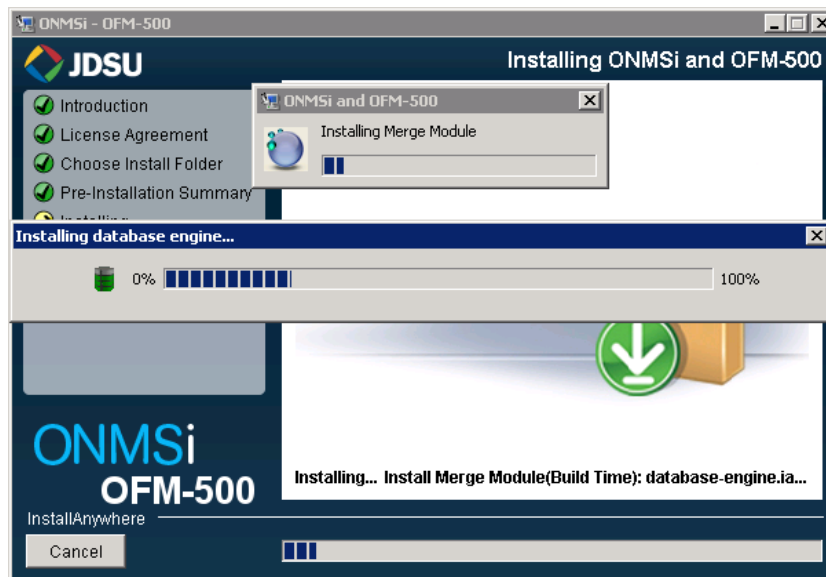 ONMSi - OFM-500
JDSU
Installing ONMSi and OFM-500
Introduction
License Agreement
Choose Install Folder
Pre-Installation Summary
ONMSi and OFM-500
Installing Merge Module
Installing database engine...
0%
100%
ONMSi
OFM-500
Installing... Install Merge Module(Build Time): database-engine.ia...
InstallAnywhere
Cancel